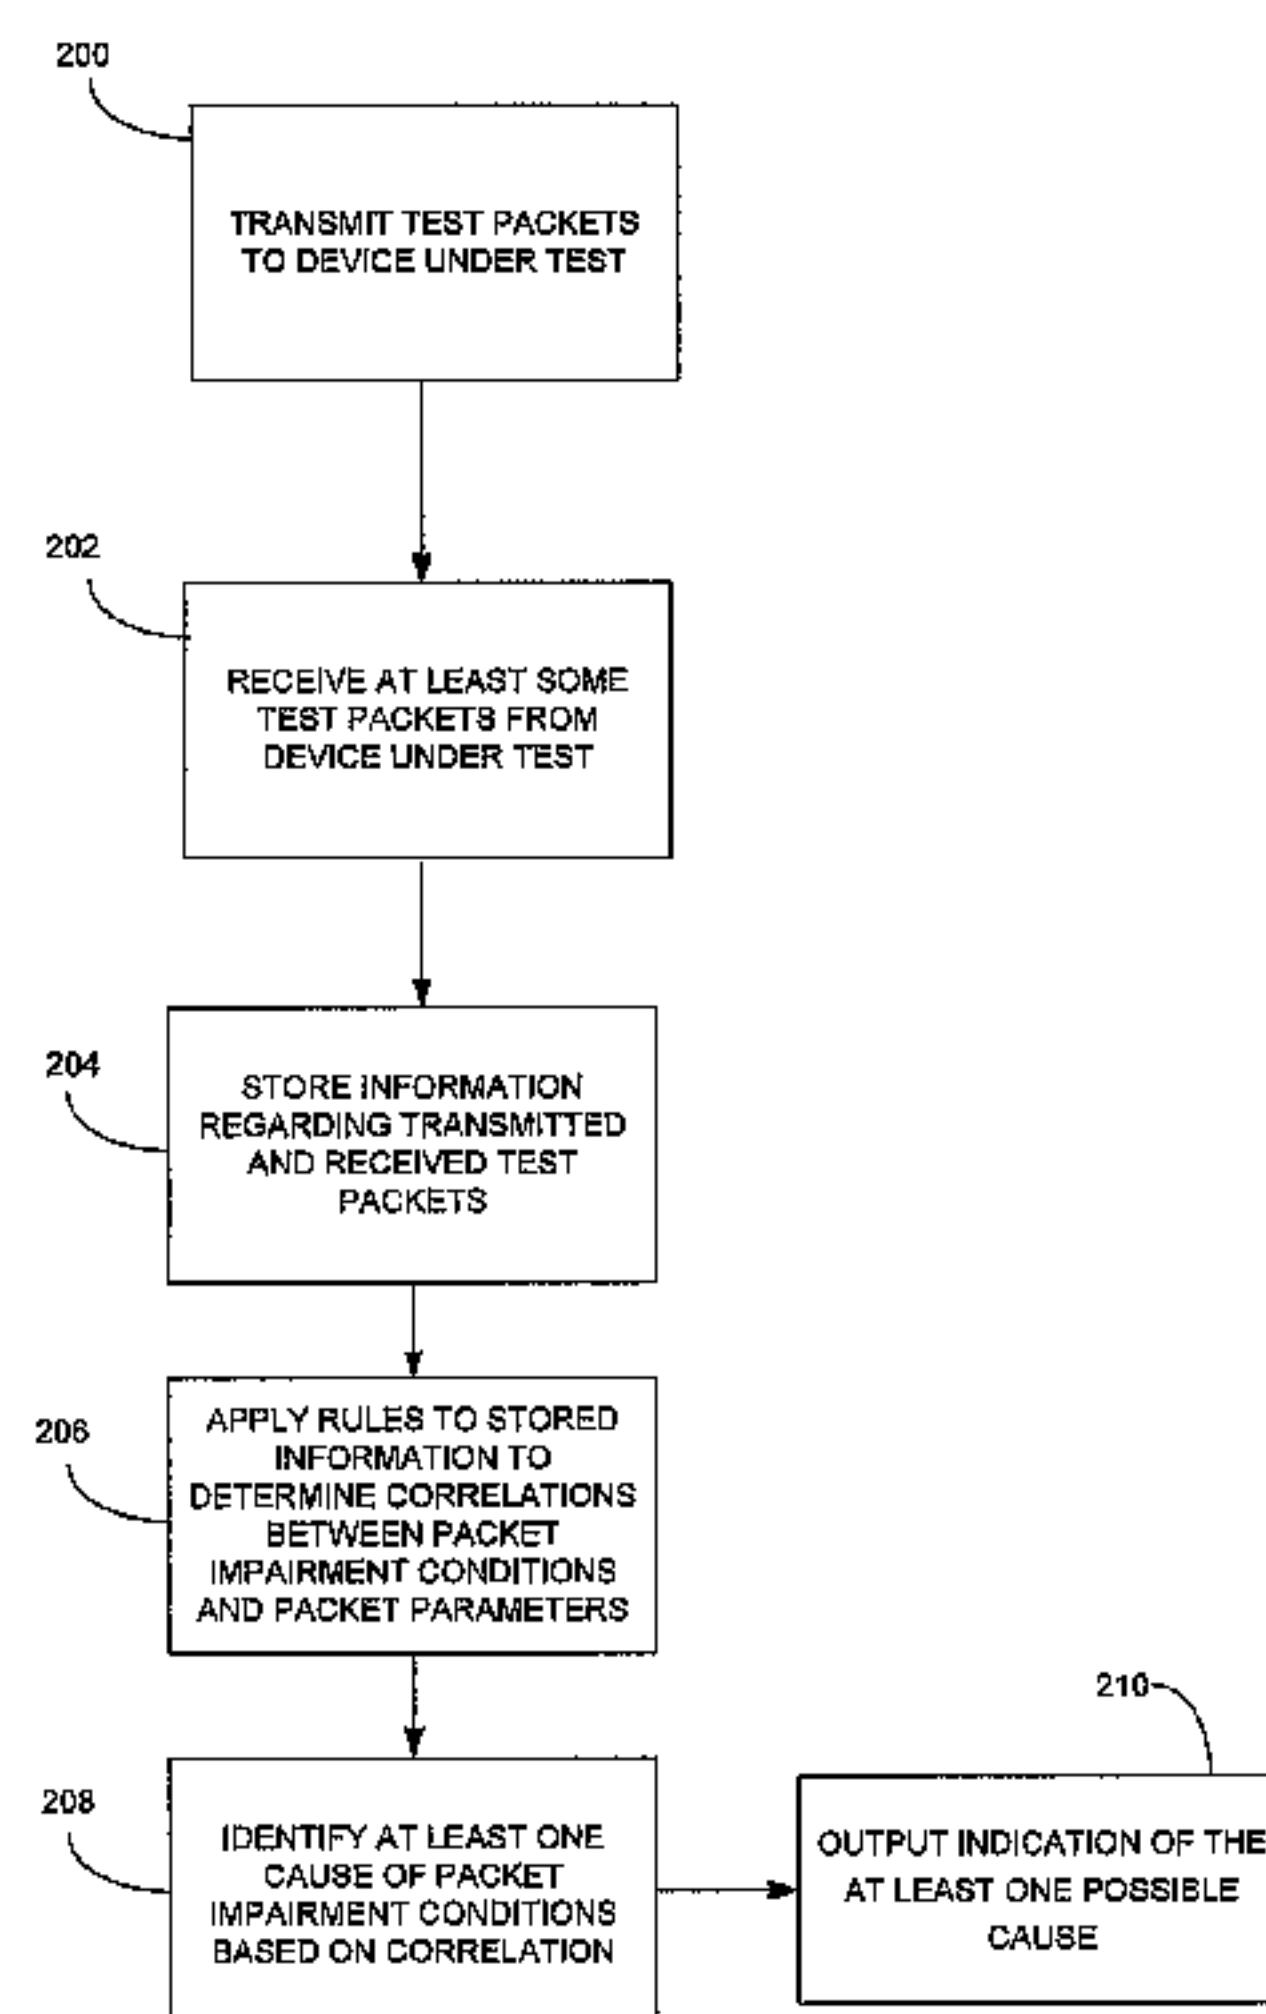 200
TRANSMIT TEST PACKETS
TO DEVICE UNDER TEST
202
RECEIVE AT LEAST SOME
TEST PACKETS FROM
DEVICE UNDER TEST
204
STORE INFORMATION
REGARDING TRANSMITTED
AND RECEIVED TEST
PACKETS
206
APPLY RULES TO STORED
INFORMATION TO
DETERMINE CORRELATIONS
BETWEEN PACKET
IMPAIRMENT CONDITIONS
AND PACKET PARAMETERS
208
IDENTIFY AT LEAST ONE
CAUSE OF PACKET
IMPAIRMENT CONDITIONS
BASED ON CORRELATION
210
OUTPUT INDICATION OF THE
AT LEAST ONE POSSIBLE
CAUSE